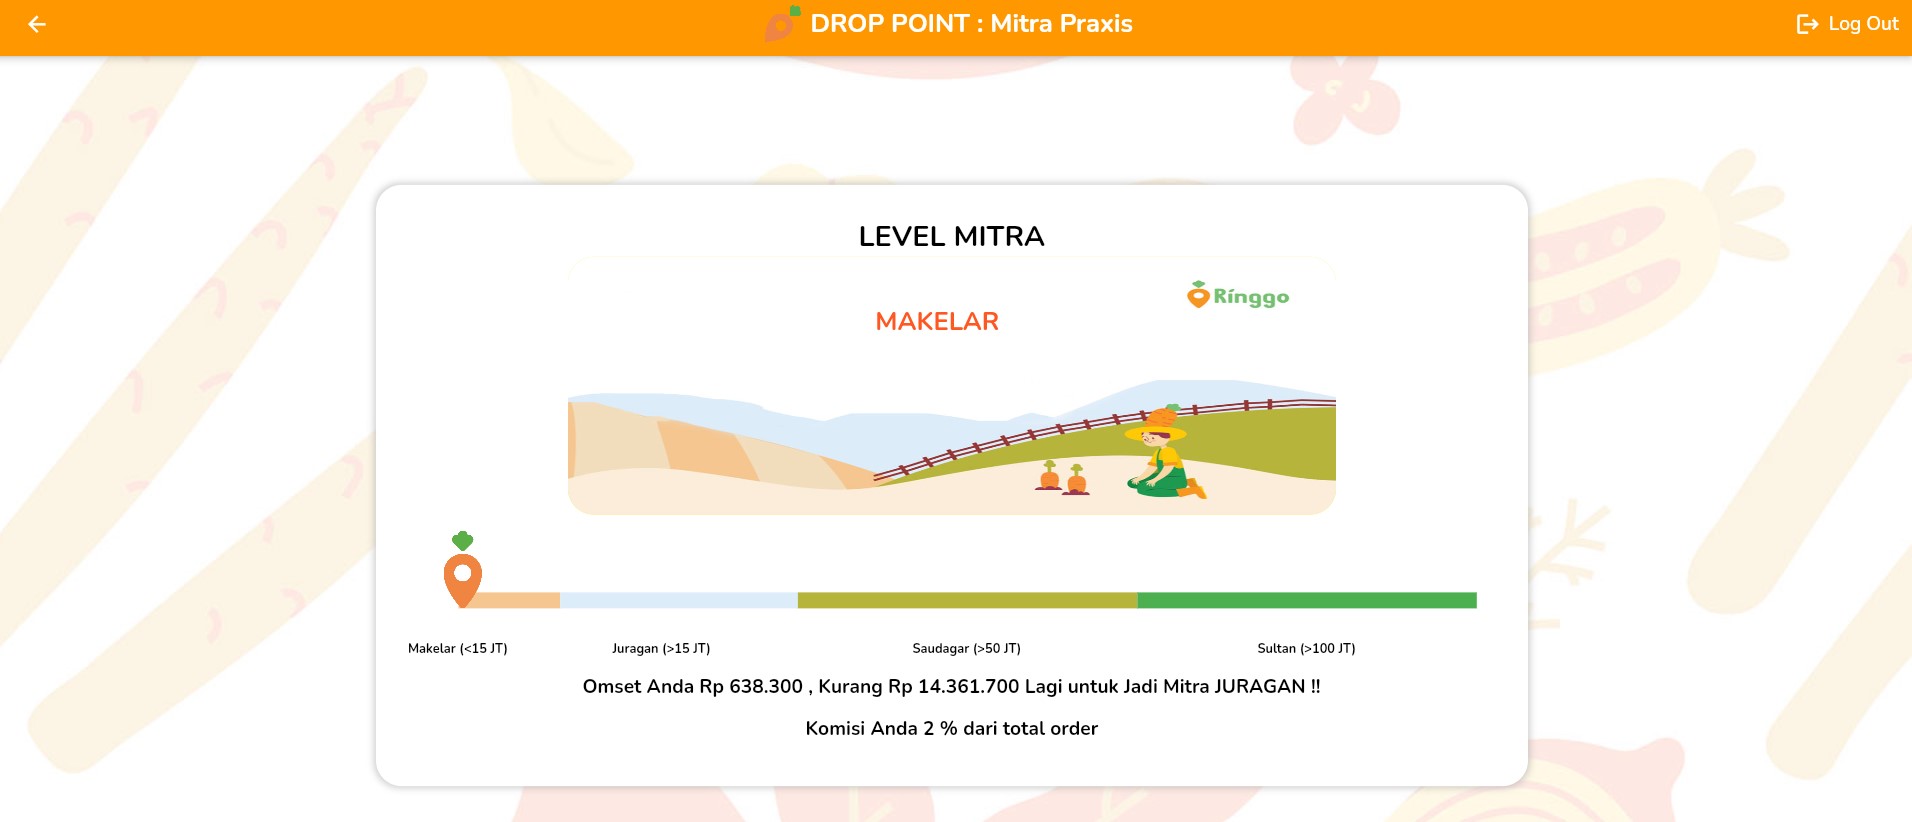 DROP POINT : Mitra Praxis
Log Out
LEVEL MITRA
Ringgo
MAKELAR
Makelar (<15 JT)
Juragan (>15 JT)
Saudagar (>50 JT)
Sultan (>100 JT)
Omset Anda Rp 638.300 , Kurang Rp 14.361.700 Lagi untuk Jadi Mitra JURAGAN !!
Komisi Anda 2 % dari total order